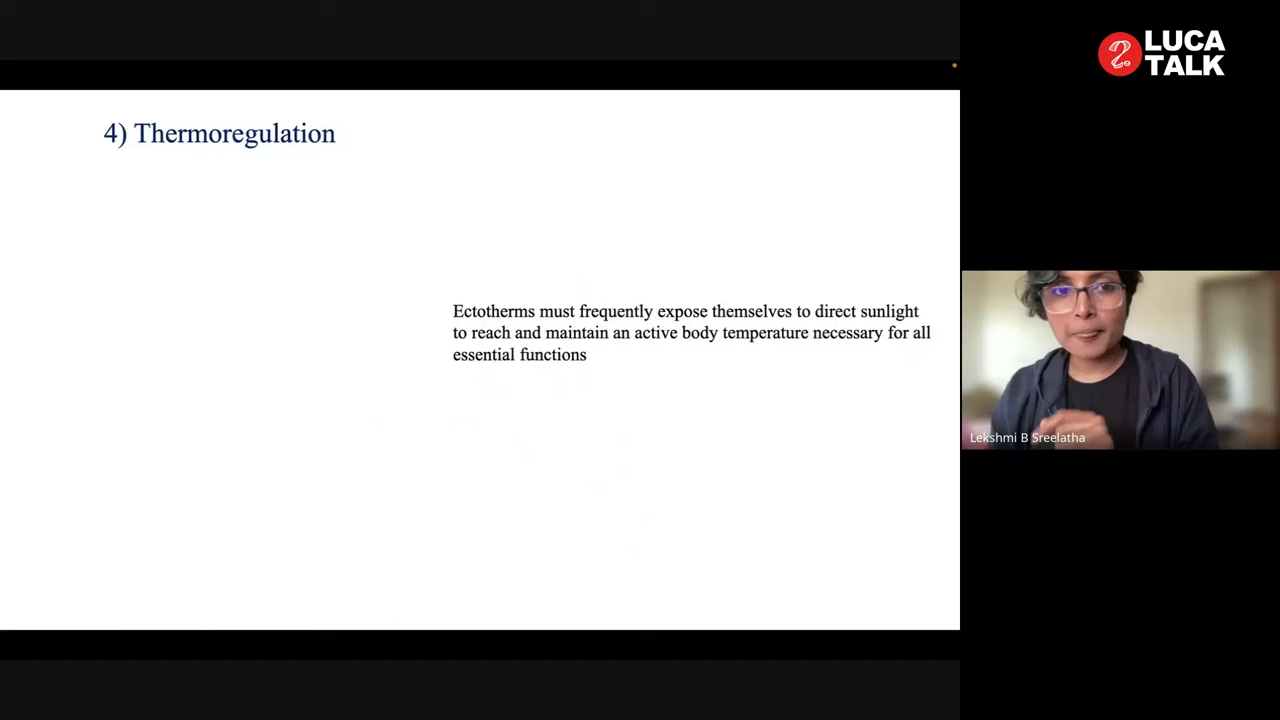 LUCA
TALK
4) Thermoregulation
Ectotherms must frequently expose themselves to direct sunlight
to reach and maintain an active body temperature necessary for all
essential functions
Lekshmi B Sreelatha